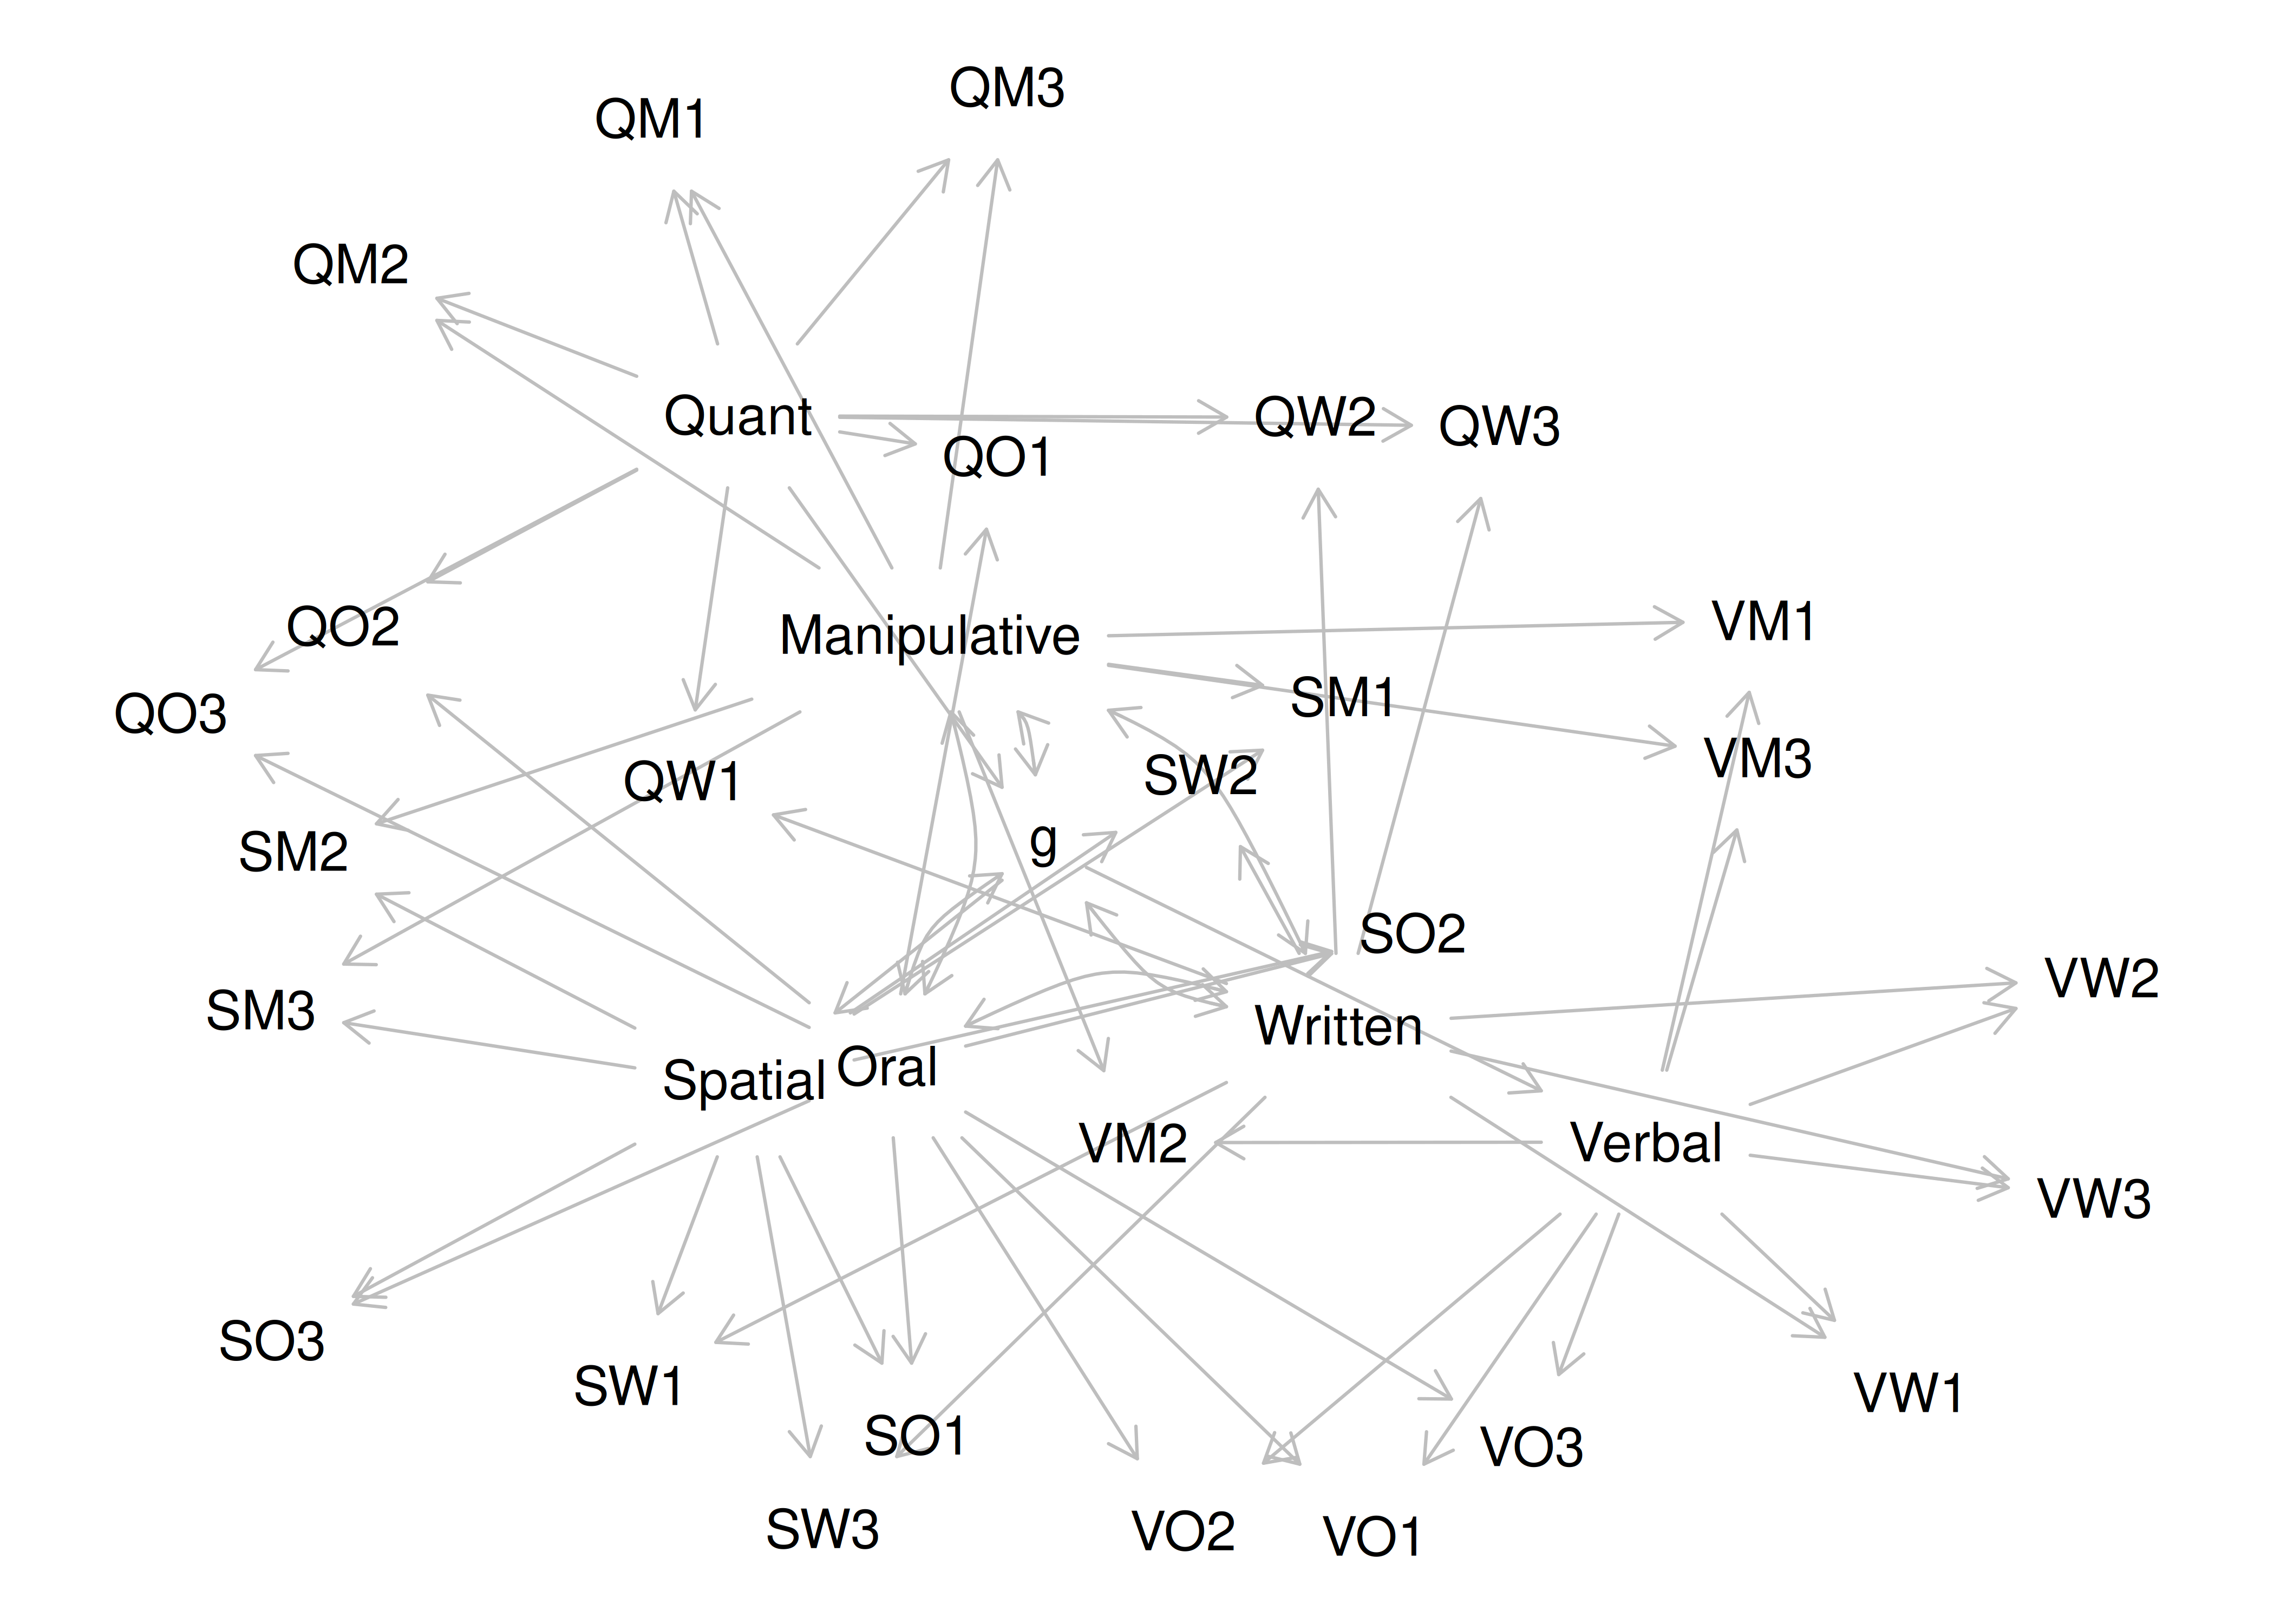 QM3
QM1
QM2
Quant
QW2
QW3
QO1
QO2
Manipulative
VM1
SM1
QO3
VM3
QW1
SW2
g
SM2
SO2
VW2
SM3
Written
Oral
Spatial
VM2
Verbal
VW3
SO3
SW1
VW1
SO1
VO3
SW3
VO2
VO1